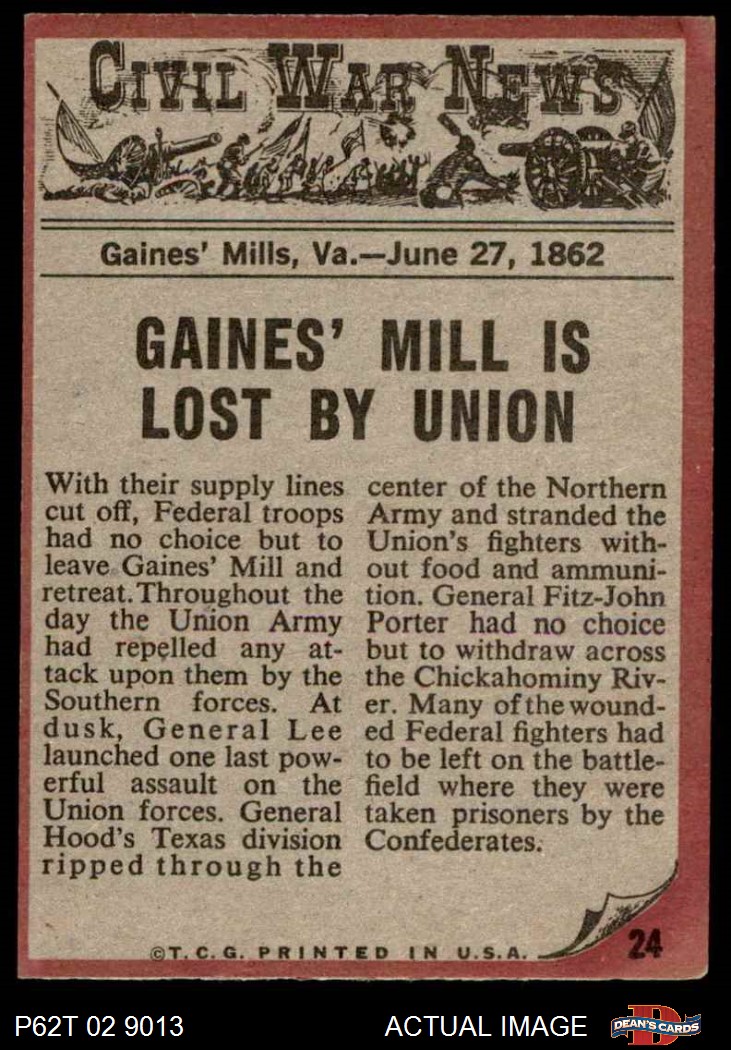 CIVIL WAR NEWS
Gaines' Mills, Va.—June 27, 1862
GAINES' MILL IS
LOST BY UNION
With their supply lines
cut off, Federal troops
had no choice but to
leave Gaines' Mill and
retreat. Throughout the
day the Union Army
had repelled any at-
tack upon them by the
Southern forces. At
dusk, General Lee
launched one last pow-
erful assault on the
Union forces. General
Hood's Texas division
ripped through the
center of the Northern
Army and stranded the
Union's fighters with-
out food and ammuni-
tion. General Fitz-John
Porter had no choice
but to withdraw across
the Chickahominy Riv-
er. Many of the wound-
ed Federal fighters had
to be left on the battle-
field where they were
taken prisoners by the
Confederates.
©T. C. G. PRINTED IN U.S.A.
24
P62T 02 9013
ACTUAL IMAGE
D
DEAN'S CARDS